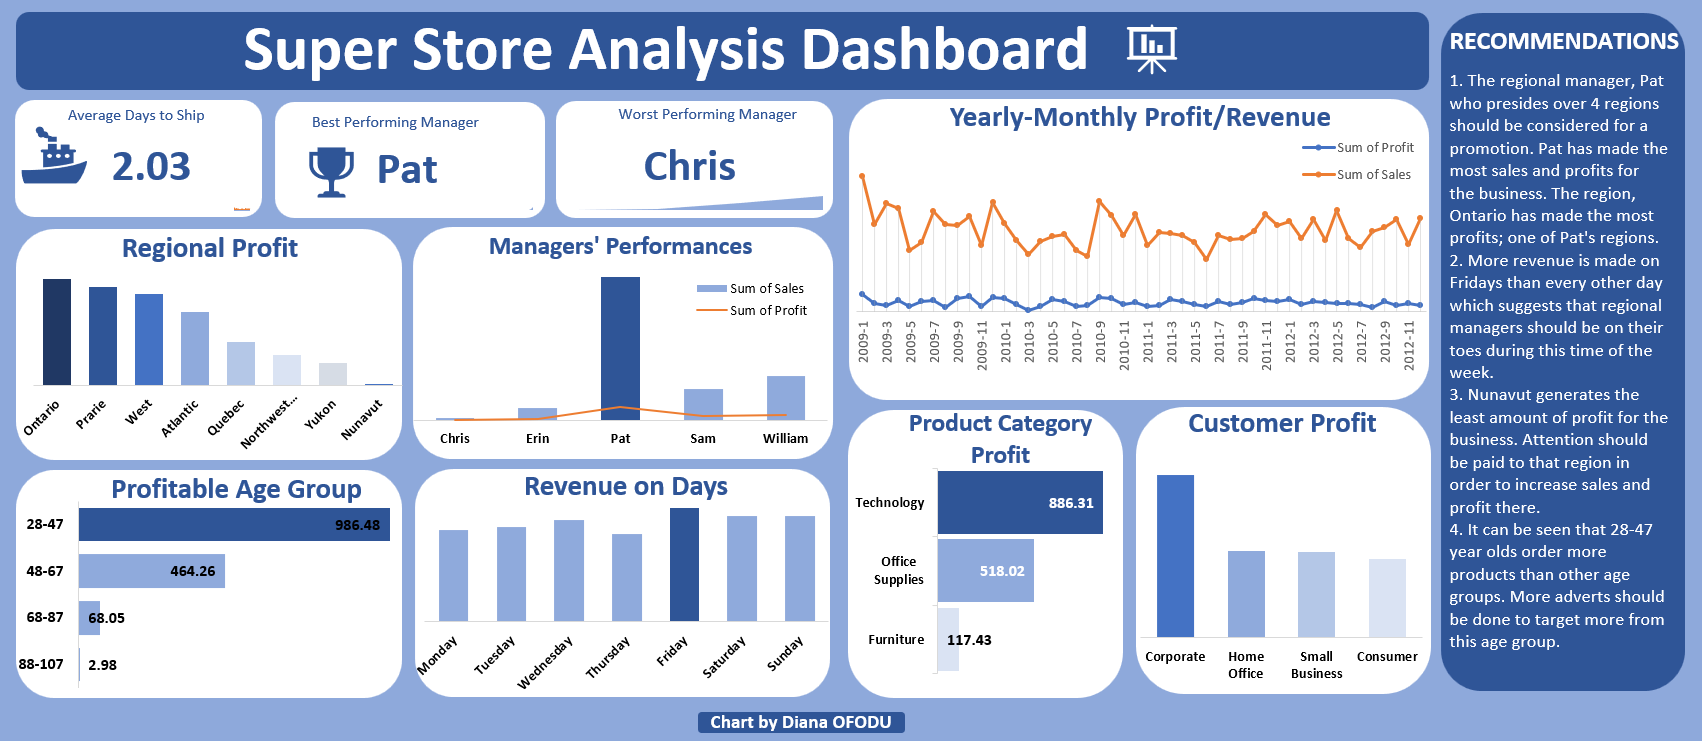 Super Store Analysis Dashboard
Average Days to Ship
2.03
Best Performing Manager
Pat
Worst Performing Manager
Chris
Regional Profit
Ontario
Prarie
West
Atlantic
Quebec
Northwest...
Yukon
Nunavut
Managers' Performances
Sum of Sales
Sum of Profit
Chris
Erin
Pat
Sam
William
Yearly-Monthly Profit/Revenue
Sum of Profit
Sum of Sales
2009-1
2009-3
2009-5
2009-7
2009-9
2009-11
2010-1
2010-3
2010-5
2010-7
2010-9
2010-11
2011-1
2011-3
2011-5
2011-7
2011-9
2011-11
2012-1
2012-3
2012-5
2012-7
2012-9
2012-11
Profitable Age Group
28-47
986.48
48-67
464.26
68-87
68.05
88-107
2.98
Revenue on Days
Monday
Tuesday
Wednesday
Thursday
Friday
Saturday
Sunday
Product Category
Profit
Technology
886.31
Office
Supplies
518.02
Furniture
117.43
Customer Profit
Corporate
Home
Office
Small
Business
Consumer
RECOMMENDATIONS
1. The regional manager, Pat
who presides over 4 regions
should be considered for a
promotion. Pat has made the
most sales and profits for
the business. The region,
Ontario has made the most
profits; one of Pat's regions.
2. More revenue is made on
Fridays than every other day
which suggests that regional
managers should be on their
toes during this time of the
week.
3. Nunavut generates the
least amount of profit for the
business. Attention should
be paid to that region in
order to increase sales and
profit there.
4. It can be seen that 28-47
year olds order more
products than other age
groups. More adverts should
be done to target more from
this age group.
Chart by Diana OFODU